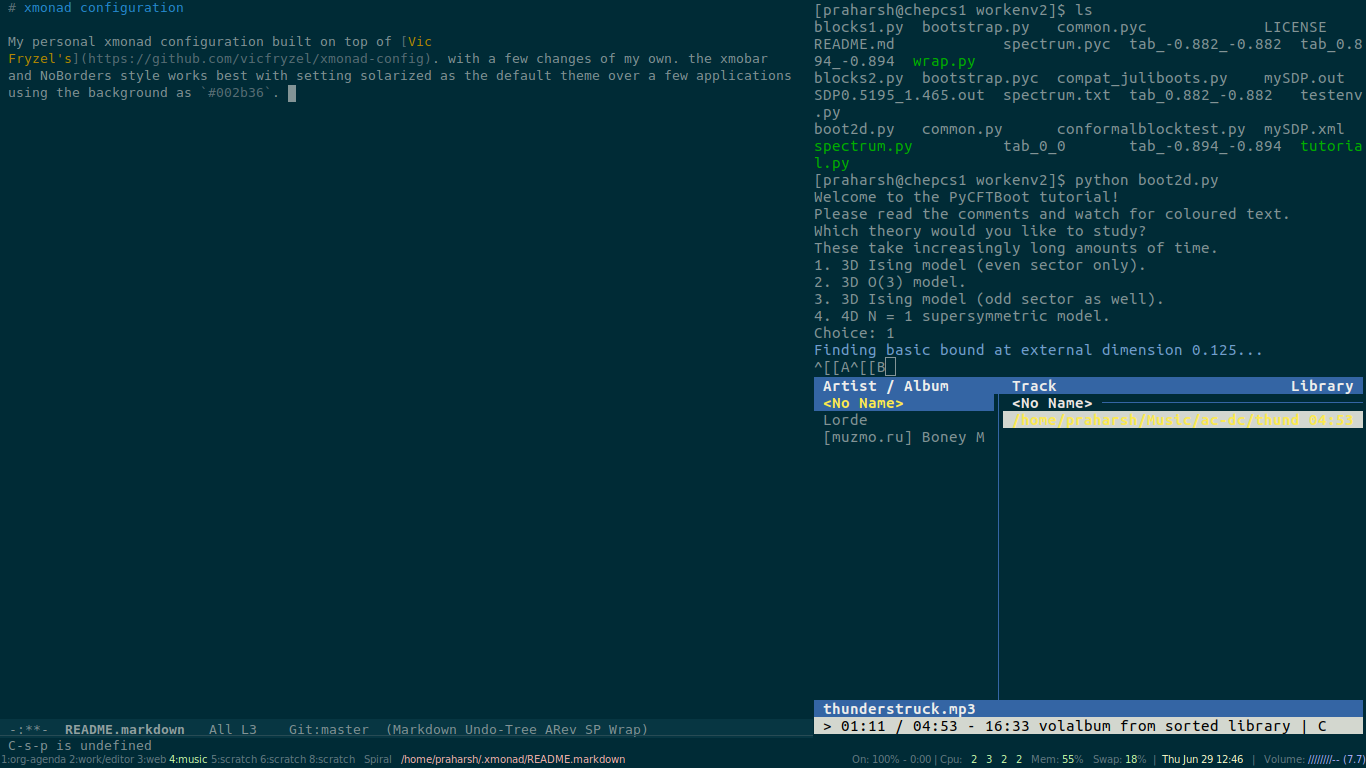 # xmonad configuration
My personal xmonad configuration built on top of [Vic
Fryzel's](https://github.com/vicfryzel/xmonad-config). with a few changes of my own. the xmobar
and NoBorders style works best with setting solarized as the default theme over a few applications
using the background as `#002b36`.
-:**-  README.markdown   All L3    Git:master  (Markdown Undo-Tree ARev SP Wrap)
C-s-p is undefined
[praharsh@chepcs1 workenv2]$ ls
blocks1.py  bootstrap.py   common.pyc             LICENSE
README.md            spectrum.pyc  tab_-0.882_-0.882  tab_0.8
94_-0.894  wrap.py
blocks2.py  bootstrap.pyc  compat_juliboots.py    mySDP.out
SDP0.5195_1.465.out  spectrum.txt  tab_0.882_-0.882   testenv
.py
boot2d.py   common.py      conformalblocktest.py  mySDP.xml
spectrum.py          tab_0_0       tab_-0.894_-0.894  tutoria
l.py
[praharsh@chepcs1 workenv2]$ python boot2d.py
Welcome to the PyCFTBoot tutorial!
Please read the comments and watch for coloured text.
Which theory would you like to study?
These take increasingly long amounts of time.
1. 3D Ising model (even sector only).
2. 3D O(3) model.
3. 3D Ising model (odd sector as well).
4. 4D N = 1 supersymmetric model.
Choice: 1
Finding basic bound at external dimension 0.125...
^[[A^[[B
Artist / Album       Track                          Library
<No Name>            <No Name>
Lorde                /home/praharsh/Music/ac-dc/thund 04:53
[muzmo.ru] Boney M
thunderstruck.mp3
> 01:11 / 04:53 - 16:33 volalbum from sorted library | C
1:org-agenda 2:work/editor 3:web 4:music 5:scratch 6:scratch 8:scratch   Spiral   /home/praharsh/.xmonad/README.markdown   On: 100% - 0:00 | Cpu:   2   3   2   2   Mem: 55%   Swap: 18%  |  Thu Jun 29 12:46   |   Volume: ////////-- (7.7)